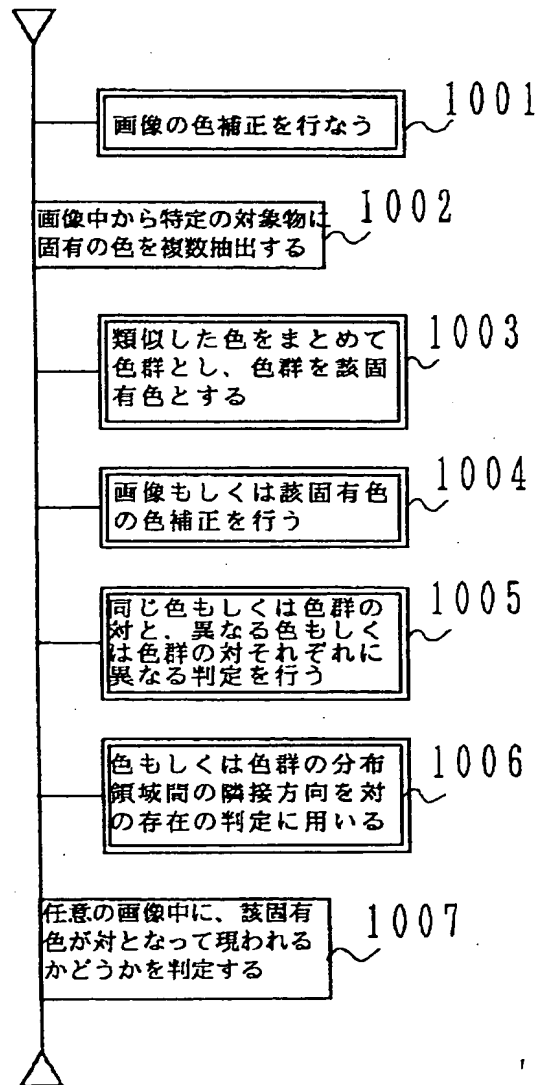 画像の色補正を行なう
1001
画像中から特定の対象物に
固有の色を複数抽出する
1002
類似した色をまとめて
色群とし、色群を該固
有色とする
1003
画像もしくは該固有色
の色補正を行う
1004
同じ色もしくは色群の
対と、異なる色もしく
は色群の対それぞれに
異なる判定を行う
1005
色もしくは色群の分布
領域間の隣接方向を対
の存在の判定に用いる
1006
任意の画像中に、該固有
色が対となって現われる
かどうかを判定する
1007